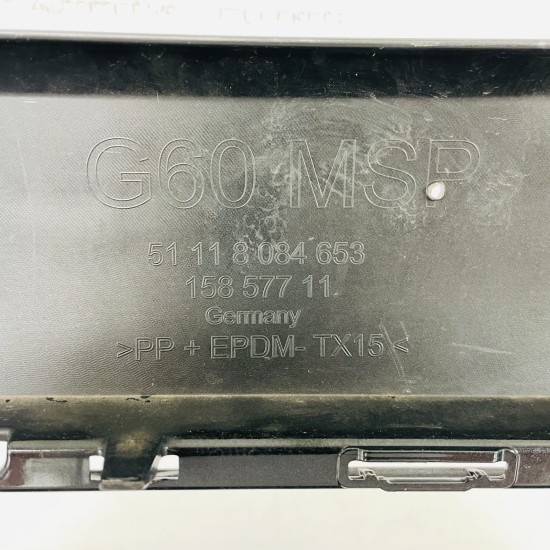 G60 MSP
51 11 8 084 653
158 577 11.
Germany
>PP + EPDM- TX15<